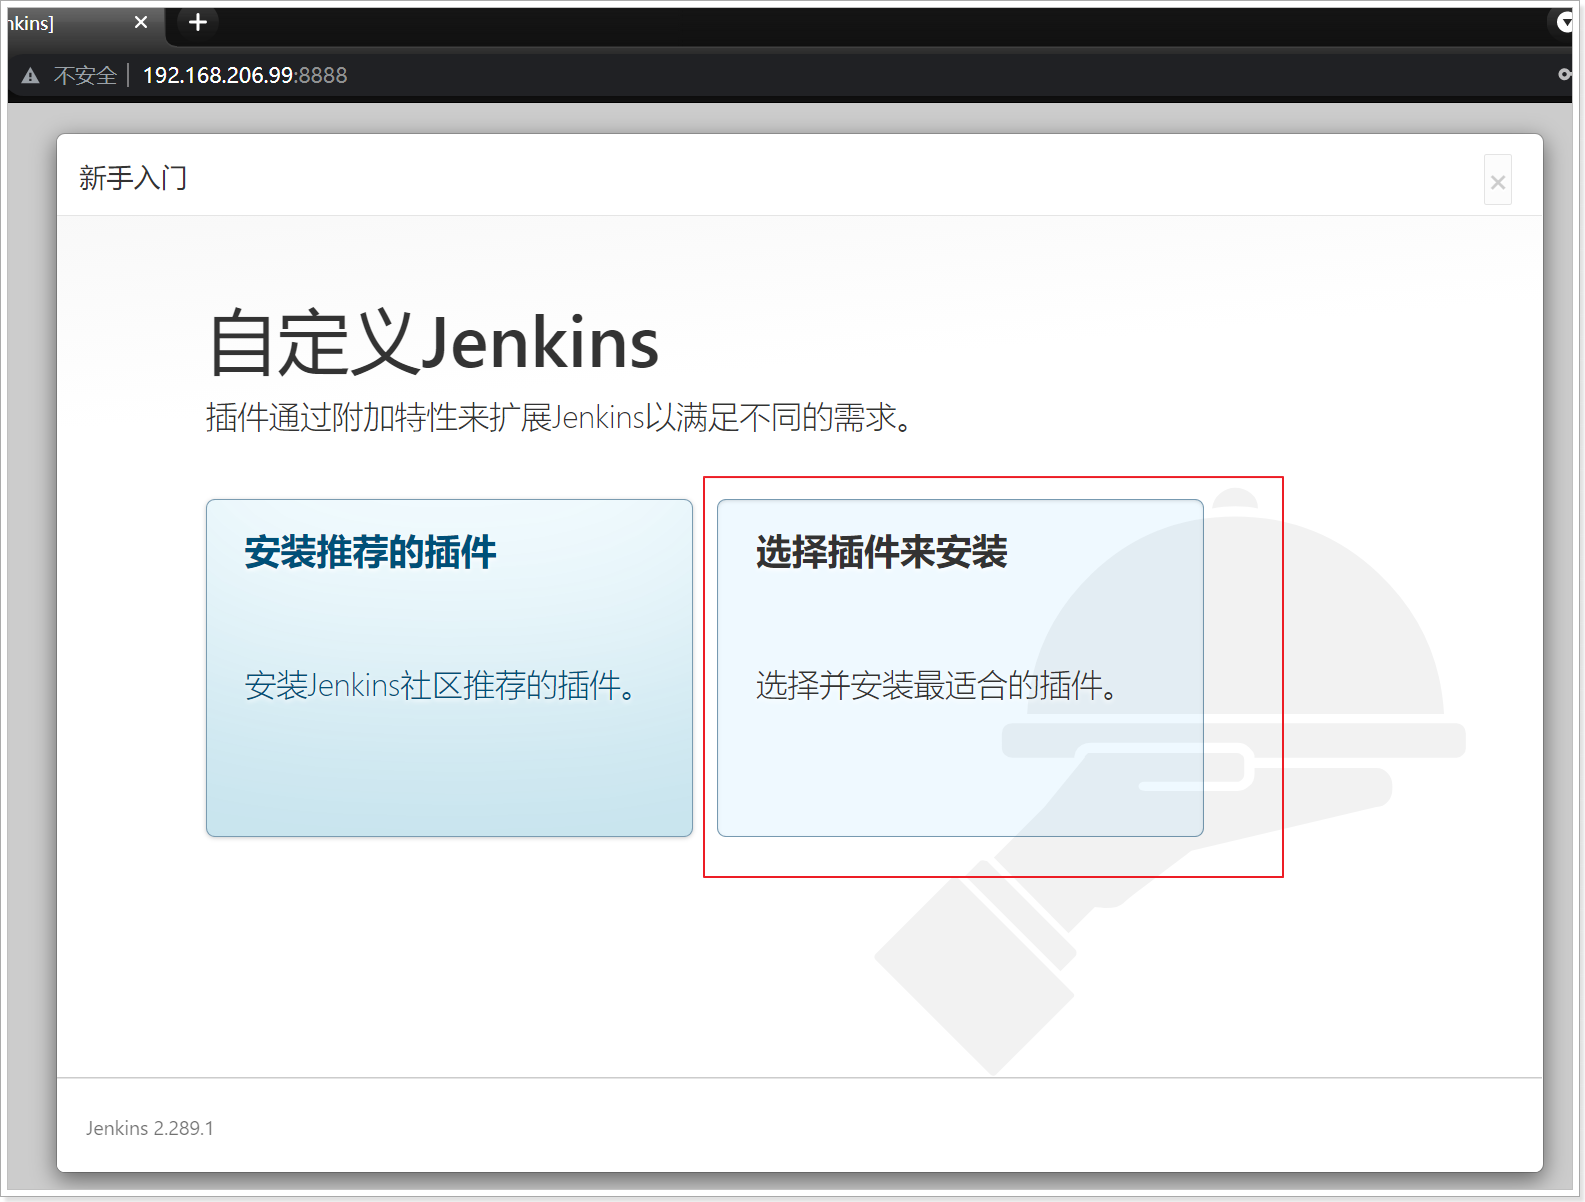 nkins]
不安全 192.168.206.99:8888
新手入门
自定义Jenkins
插件通过附加特性来扩展Jenkins以满足不同的需求。
安装推荐的插件
安装Jenkins社区推荐的插件。
选择插件来安装
选择并安装最适合的插件。
Jenkins 2.289.1